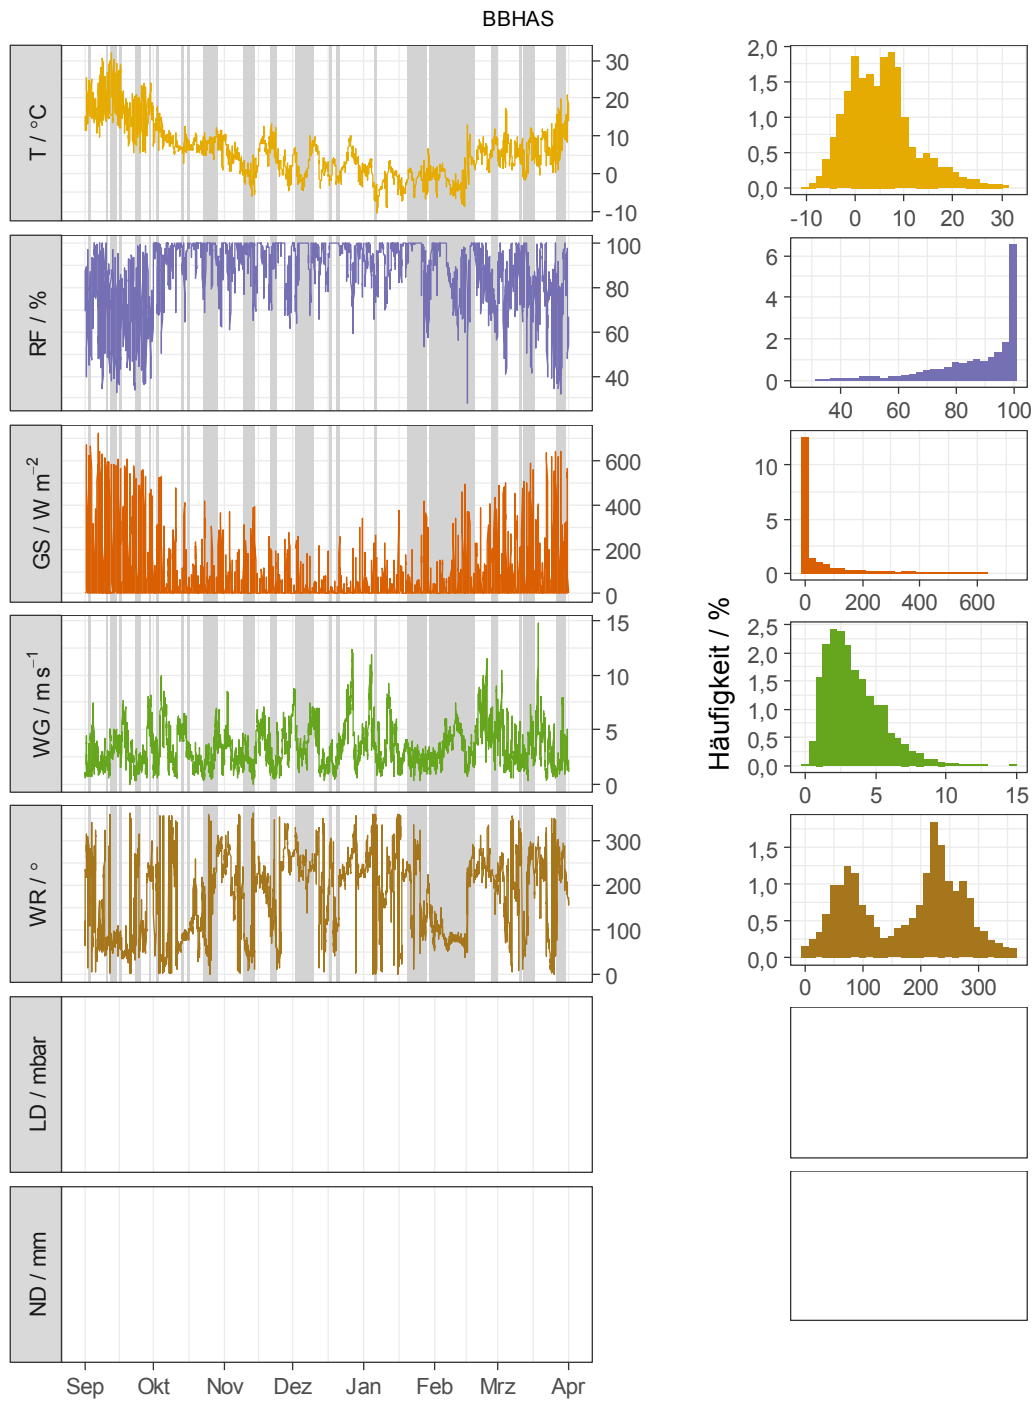 BBHAS
T / °C
30
20
10
0
-10
2,0
1,5
1,0
0,5
0,0
-10 0 10 20 30
RF / %
100
80
60
40
6
4
2
0
40 60 80 100
GS / W m⁻²
600
400
200
0
10
5
0
0 200 400 600
WG / m s⁻¹
15
10
5
0
Häufigkeit / %
2,5
2,0
1,5
1,0
0,5
0,0
0 5 10 15
WR / °
300
200
100
0
1,5
1,0
0,5
0,0
0 100 200 300
LD / mbar
ND / mm
Sep Okt Nov Dez Jan Feb Mrz Apr